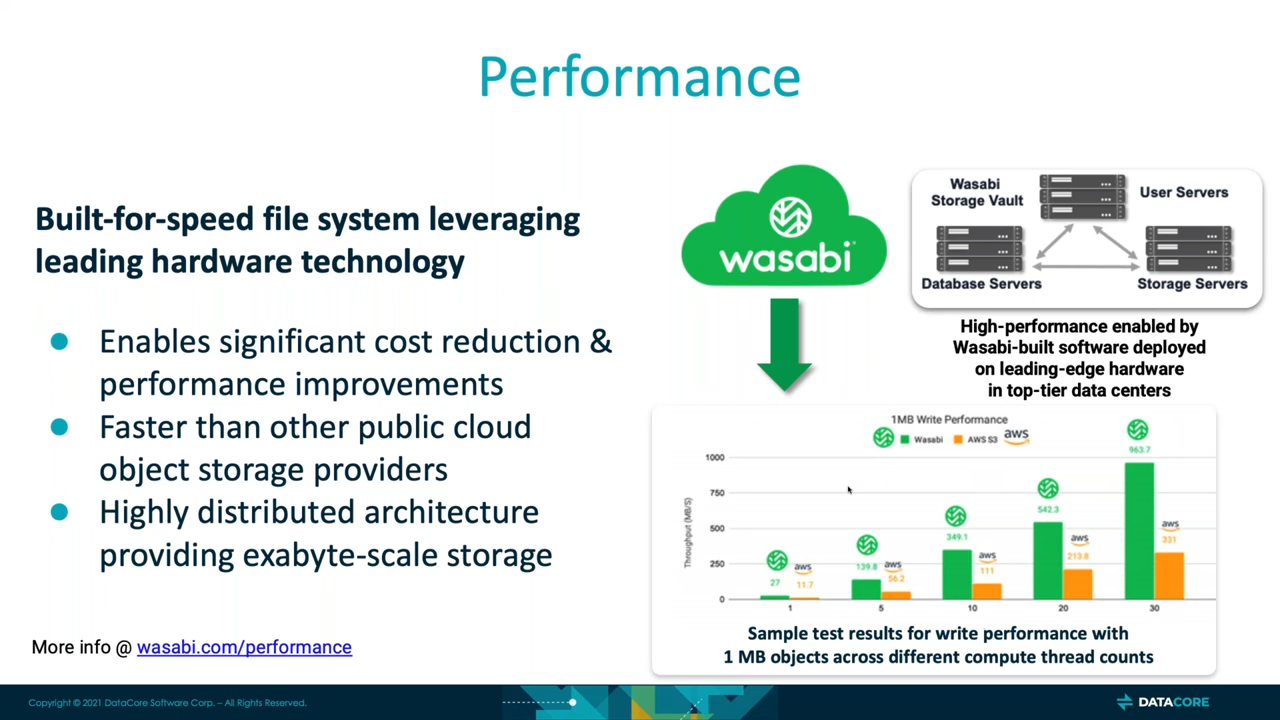 Performance
Built-for-speed file system leveraging
leading hardware technology
● Enables significant cost reduction &
performance improvements
● Faster than other public cloud
object storage providers
● Highly distributed architecture
providing exabyte-scale storage
More info @ wasabi.com/performance
wasabi
Wasabi
Storage Vault
User Servers
Database Servers
Storage Servers
High-performance enabled by
Wasabi-built software deployed
on leading-edge hardware
in top-tier data centers
1MB Write Performance
Wasabi
AWS S3
aws
Throughput (MB/S)
1000
750
500
250
0
27
aws
11.7
139.8
aws
56.2
349.1
aws
111
542.3
aws
213.8
963.7
aws
331
1
5
10
20
30
Sample test results for write performance with
1 MB objects across different compute thread counts
Copyright © 2021 DataCore Software Corp. – All Rights Reserved.
DATACORE